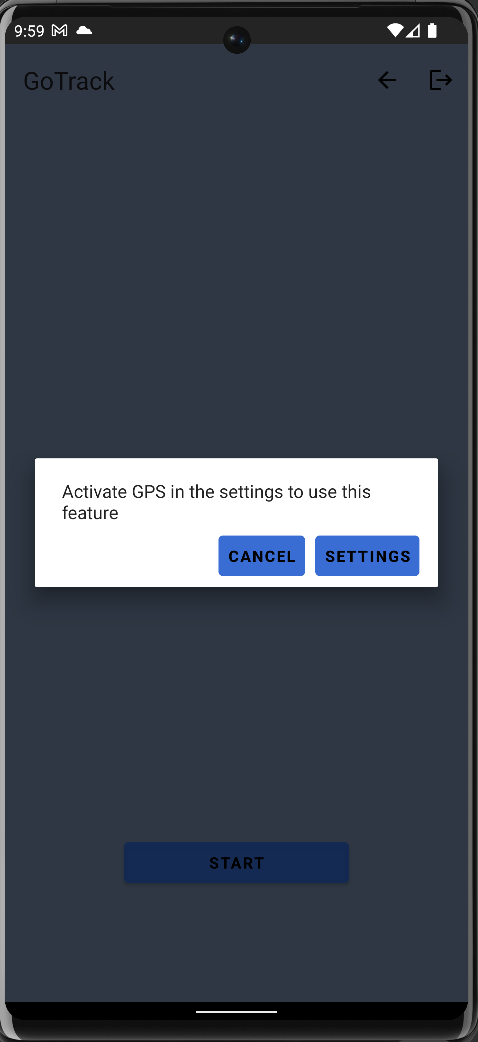 9:59
GoTrack
Activate GPS in the settings to use this
feature
CANCEL SETTINGS
START